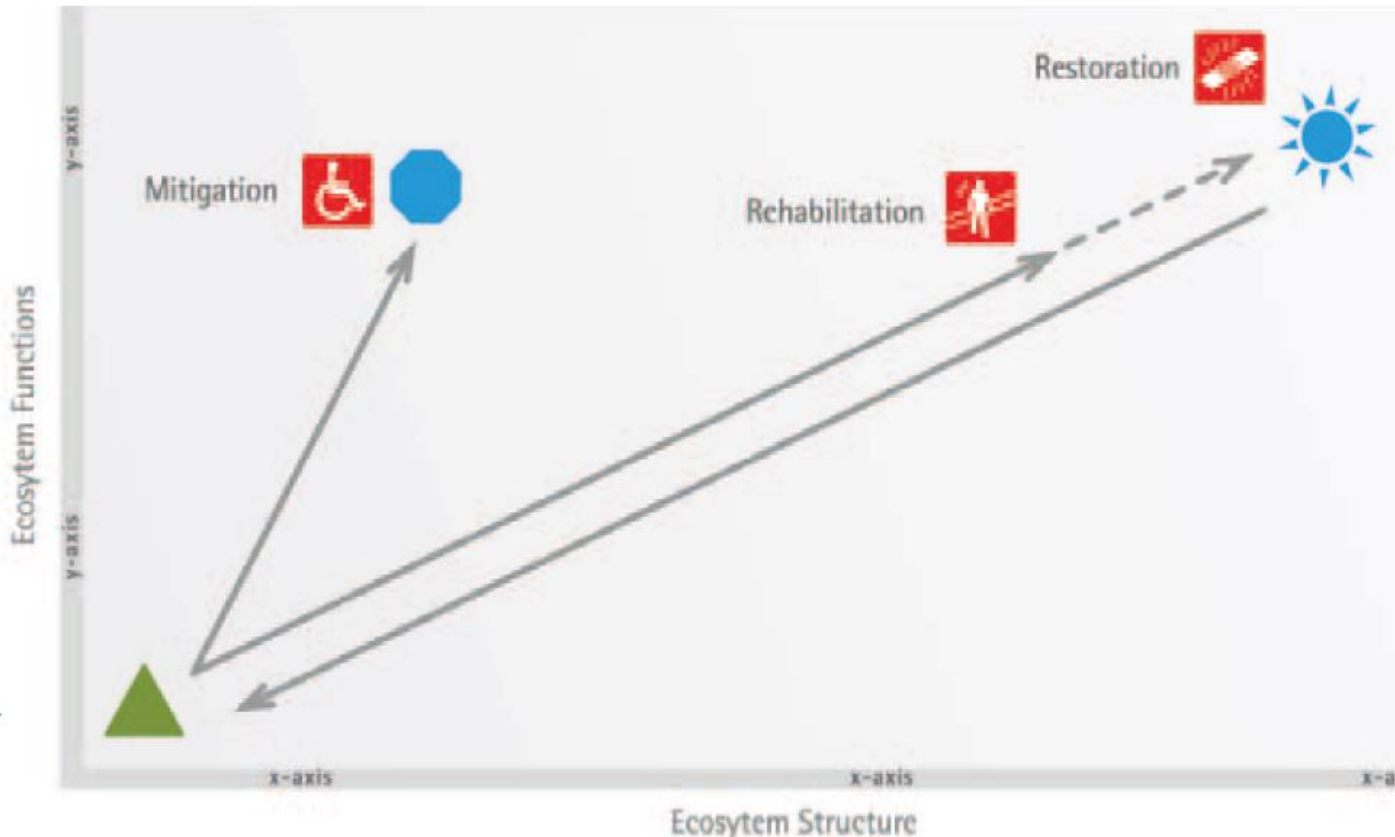 Restoration
y-axis
Mitigation
Rehabilitation
Ecosytem Functions
y-axis
x-axis
x-axis
x-a
Ecosytem Structure